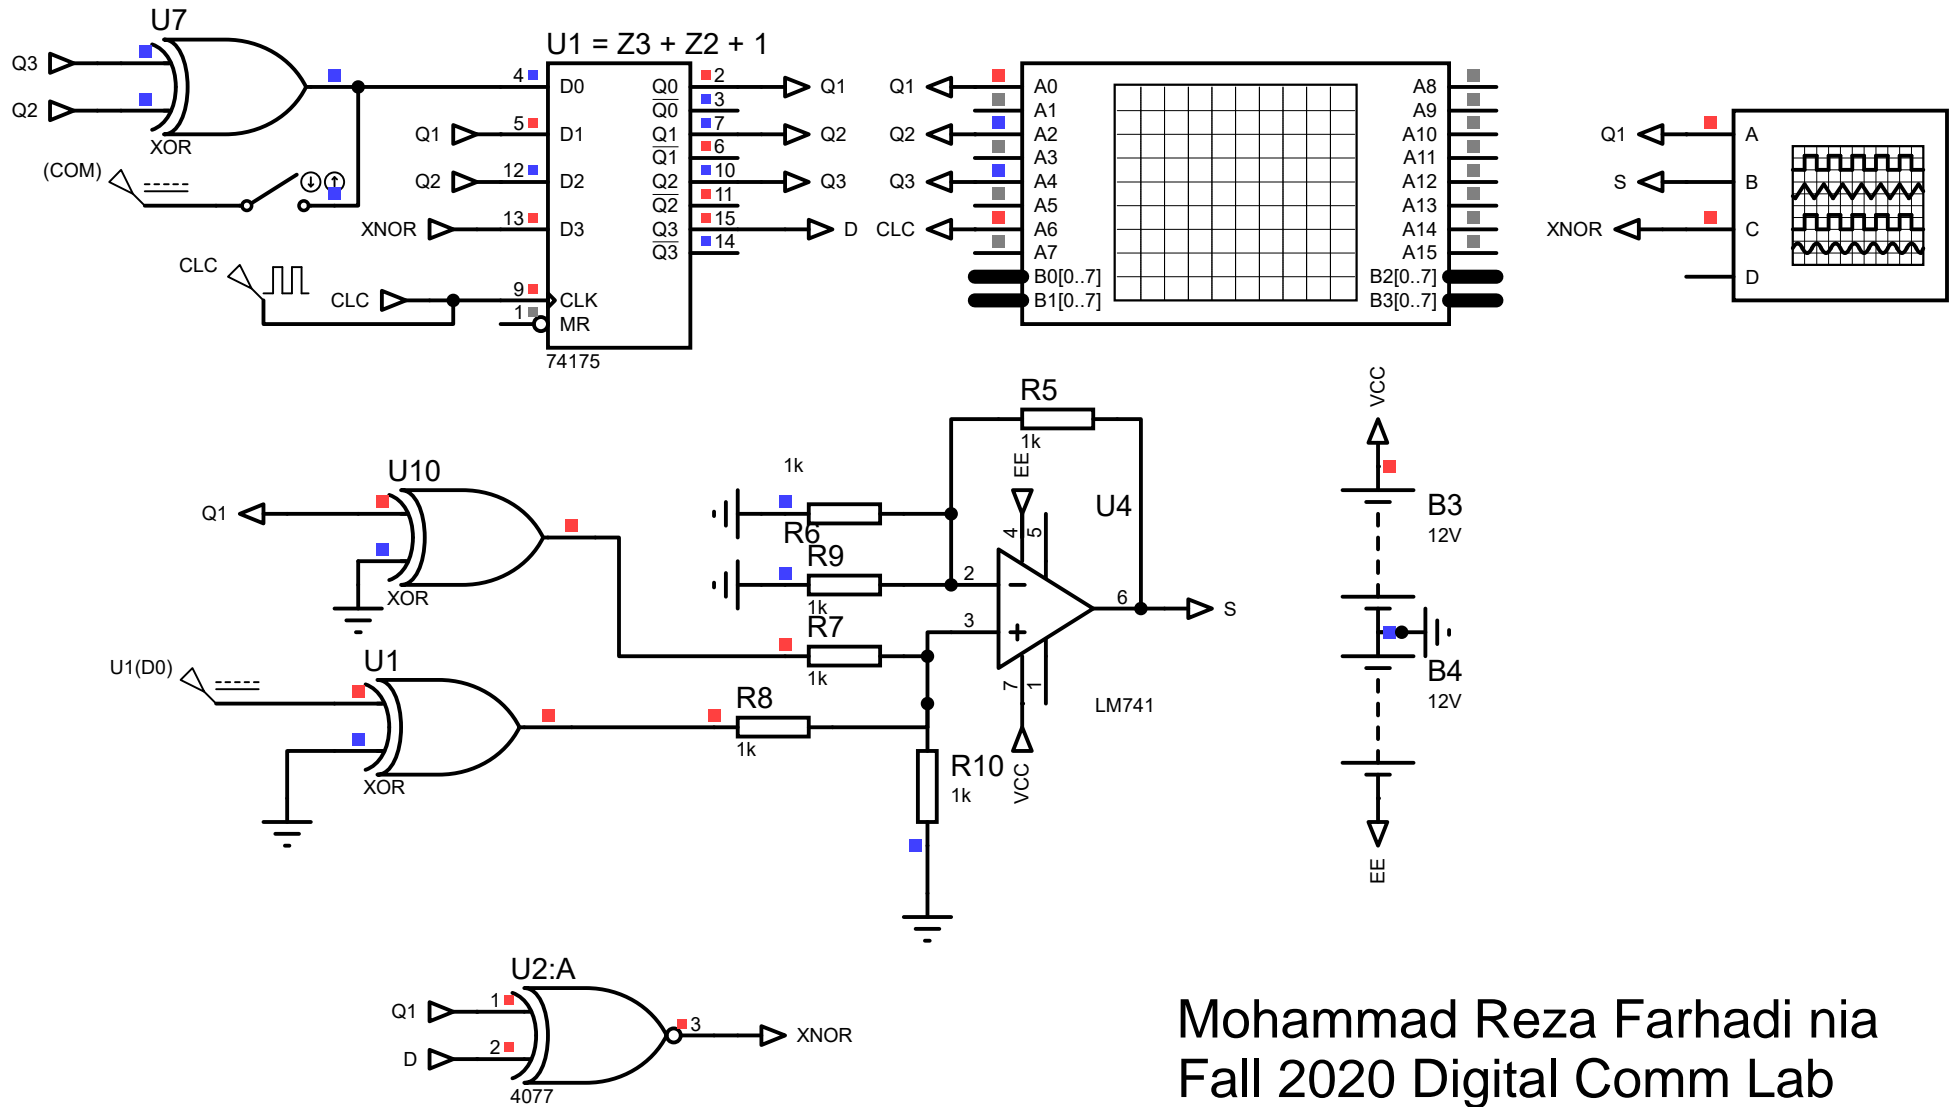 U7
Q3
Q2
XOR
(COM)
U1 = Z3 + Z2 + 1
4 D0 Q0 2 Q1
Q0 3
Q1 5 D1 Q1 7 Q2
Q1 6
Q2 12 D2 Q2 10 Q3
Q2 11
XNOR 13 D3 Q3 15 D
Q3 14
CLC
CLC 9 CLK
1 MR
74175
Q1 A0 A8
A1 A9
Q2 A2 A10
A3 A11
Q3 A4 A12
A5 A13
CLC A6 A14
A7 A15
B0[0..7] B2[0..7]
B1[0..7] B3[0..7]
Q1 A
S B
XNOR C
D
R5
1k
1k
R6
R9
1k
R7
1k
R8
1k
R10
1k
EE
4 5
U4
2
3
6 S
7 1
LM741
VCC
U10
Q1
XOR
U1(D0)
U1
XOR
VCC
B3
12V
B4
12V
EE
U2:A
Q1 1
3 XNOR
D 2
4077
Mohammad Reza Farhadi nia
Fall 2020 Digital Comm Lab